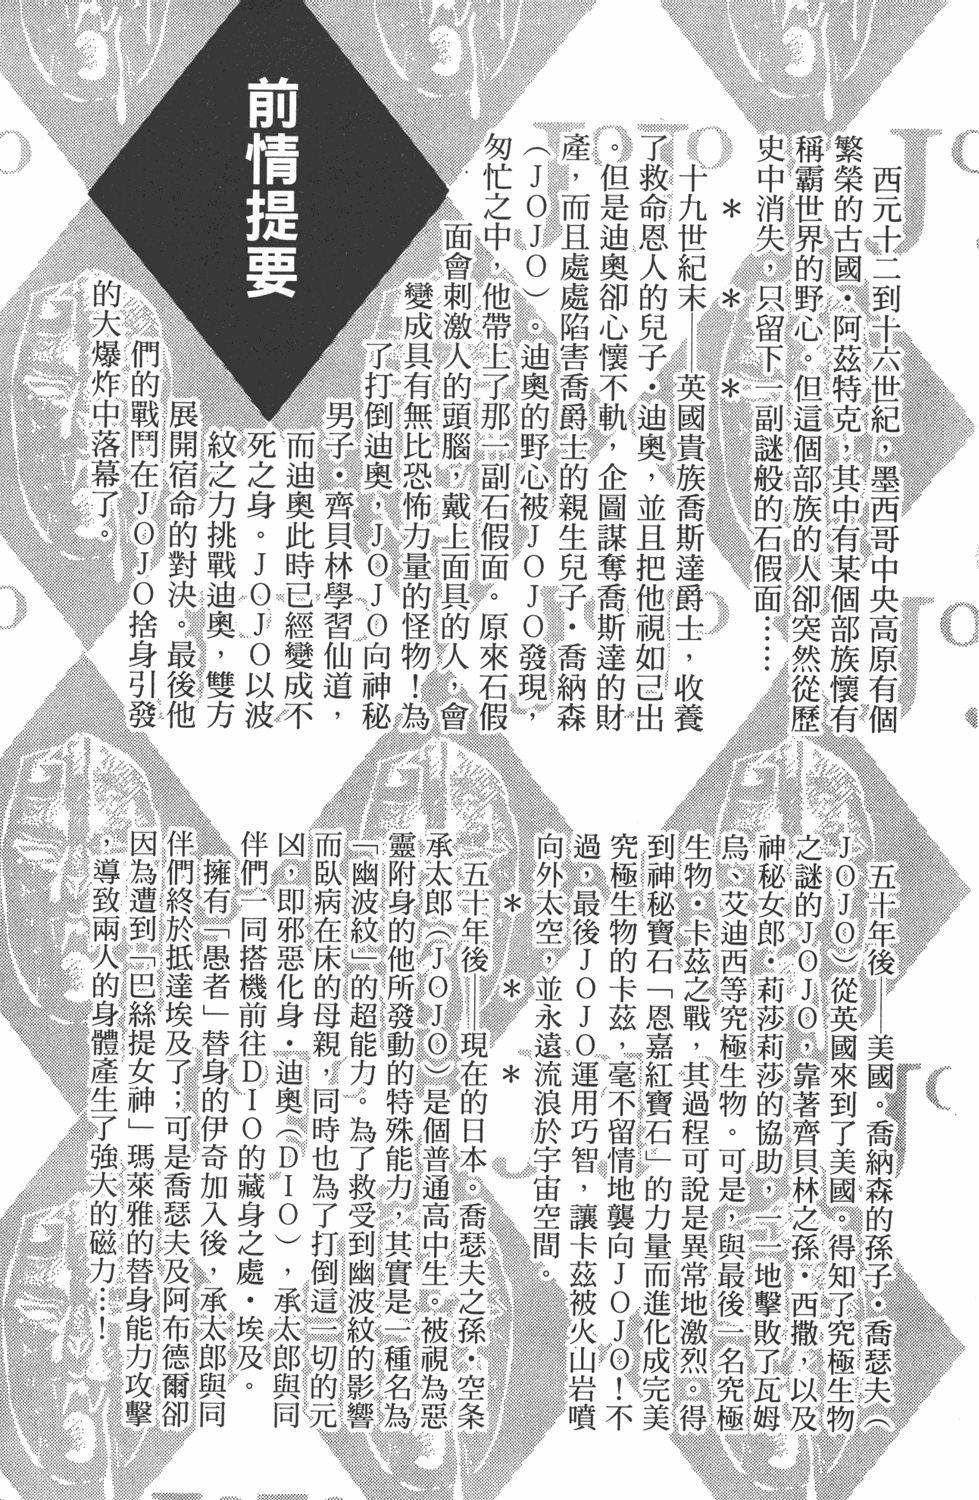 前情提要
西元十二到十六世紀，墨西哥中央高原有個
繁榮的古國・阿茲特克，其中有某個部族懷有
稱霸世界的野心。但這個部族的人卻突然從歷
史中消失，只留下一副謎般的石假面……
＊　＊　＊
十九世紀末——英國貴族喬斯達爵士，收養
了救命恩人的兒子・迪奧，並且把他視如己出
。但是迪奧卻心懷不軌，企圖謀奪喬斯達的財
產，而且處處陷害喬爵士的親生兒子・喬納森
（ＪＯＪＯ）。迪奧的野心被ＪＯＪＯ發現，
匆忙之中，他帶上了那一副石假面。原來石假
面會刺激人的頭腦，戴上面具的人，會
變成具有無比恐怖力量的怪物！為
了打倒迪奧，ＪＯＪＯ向神秘
男子・齊貝林學習仙道，
而迪奧此時已經變成不
死之身。ＪＯＪＯ以波
紋之力挑戰迪奧，雙方
展開宿命的對決。最後他
們的戰鬥在ＪＯＪＯ捨身引發
的大爆炸中落幕了。
五十年後——美國。喬納森的孫子・喬瑟夫（
ＪＯＪＯ）從英國來到了美國。得知了究極生物
之謎的ＪＯＪＯ，靠著齊貝林之孫・西撒，以及
神秘女郎・莉莎莉莎的協助，一一地擊敗了瓦姆
烏、艾迪西等究極生物。可是，與最後一名究極
生物・卡茲之戰，其過程可說是異常地激烈。得
到神秘寶石「恩嘉紅寶石」的力量而進化成完美
究極生物的卡茲，毫不留情地襲向ＪＯＪＯ！不
過，最後ＪＯＪＯ運用巧智，讓卡茲被火山岩噴
向外太空，並永遠流浪於宇宙空間。
＊　＊　＊
五十年後——現在的日本。喬瑟夫之孫・空条
承太郎（ＪＯＪＯ）是個普通高中生。被視為惡
靈附身的他所發動的特殊能力，其實是一種名為
「幽波紋」的超能力。為了救受到幽波紋的影響
而臥病在床的母親，同時也為了打倒這一切的元
凶，即邪惡化身・迪奧（ＤＩＯ），承太郎與同
伴們一同搭機前往ＤＩＯ的藏身之處・埃及。
擁有「愚者」替身的伊奇加入後，承太郎與同
伴們終於抵達埃及了；可是喬瑟夫及阿布德爾卻
因為遭到「巴絲提女神」瑪萊雅的替身能力攻擊
，導致兩人的身體產生了強大的磁力…！